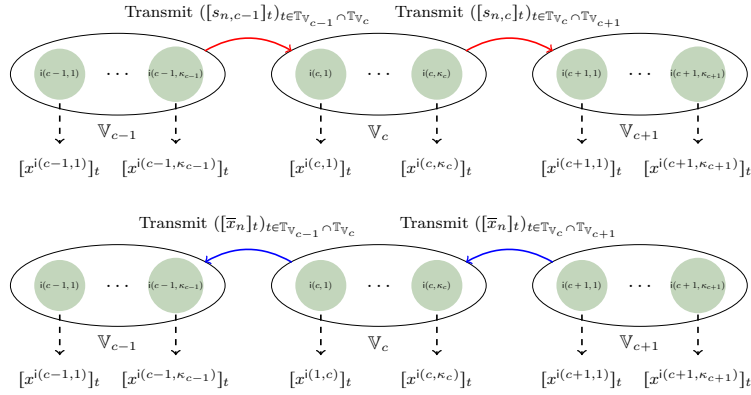 Transmit ([s_{n,c−1}]_t)_{t∈𝕋_{𝕍_{c−1}}∩𝕋_{𝕍_c}} Transmit ([s_{n,c}]_t)_{t∈𝕋_{𝕍_c}∩𝕋_{𝕍_{c+1}}}
i(c−1,1) ··· i(c−1,κ_{c−1}) i(c,1) ··· i(c,κ_c) i(c+1,1) ··· i(c+1,κ_{c+1})
𝕍_{c−1} 𝕍_c 𝕍_{c+1}
[x^{i(c−1,1)}]_t [x^{i(c−1,κ_{c−1})}]_t [x^{i(c,1)}]_t [x^{i(c,κ_c)}]_t [x^{i(c+1,1)}]_t [x^{i(c+1,κ_{c+1})}]_t
Transmit ([x̅_n]_t)_{t∈𝕋_{𝕍_{c−1}}∩𝕋_{𝕍_c}} Transmit ([x̅_n]_t)_{t∈𝕋_{𝕍_c}∩𝕋_{𝕍_{c+1}}}
i(c−1,1) ··· i(c−1,κ_{c−1}) i(c,1) ··· i(c,κ_c) i(c+1,1) ··· i(c+1,κ_{c+1})
𝕍_{c−1} 𝕍_c 𝕍_{c+1}
[x^{i(c−1,1)}]_t [x^{i(c−1,κ_{c−1})}]_t [x^{i(1,c)}]_t [x^{i(c,κ_c)}]_t [x^{i(c+1,1)}]_t [x^{i(c+1,κ_{c+1})}]_t